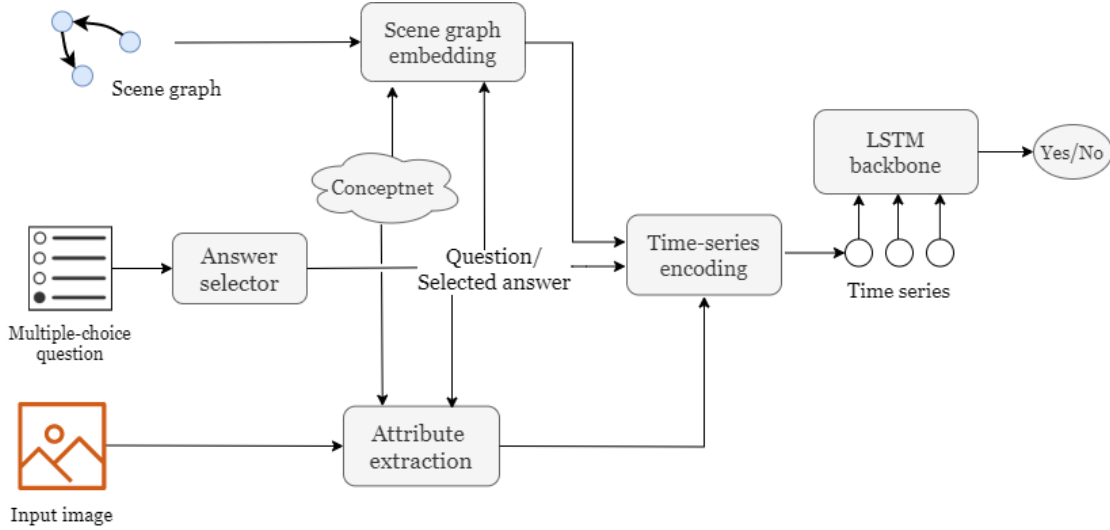 Scene graph
Scene graph
embedding
Conceptnet
LSTM
backbone
Yes/No
Multiple-choice
question
Answer
selector
Question/
Selected answer
Time-series
encoding
Time series
Input image
Attribute
extraction